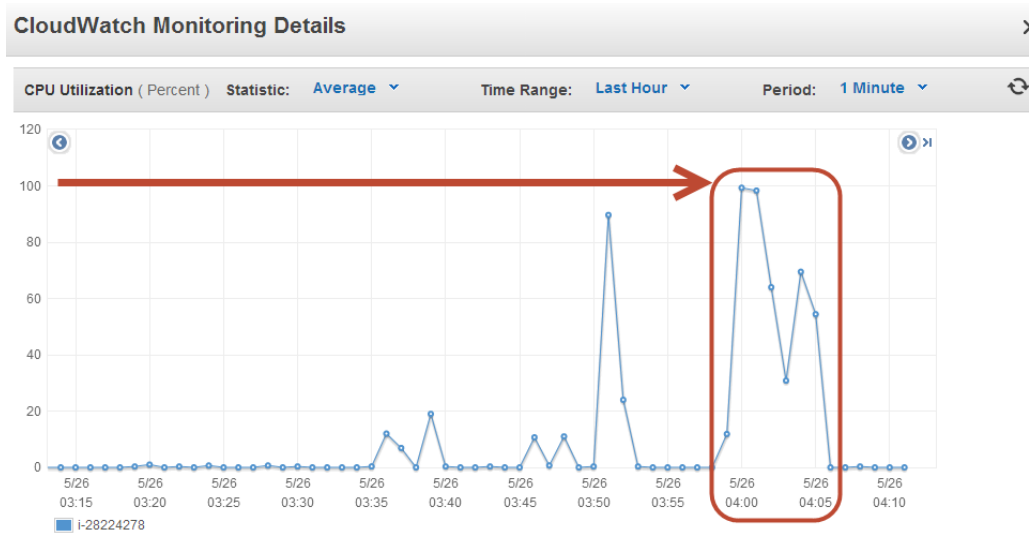 CloudWatch Monitoring Details
CPU Utilization ( Percent ) Statistic: Average Time Range: Last Hour Period: 1 Minute
120
100
80
60
40
20
0
5/26 5/26 5/26 5/26 5/26 5/26 5/26 5/26 5/26 5/26 5/26 5/26
03:15 03:20 03:25 03:30 03:35 03:40 03:45 03:50 03:55 04:00 04:05 04:10
i-28224278